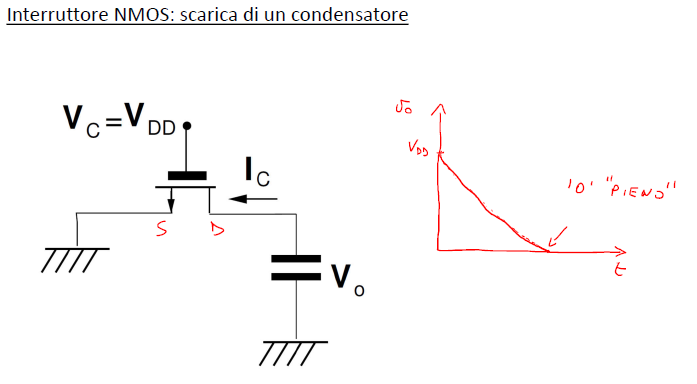 Interruttore NMOS: scarica di un condensatore
V_C=V_DD
I_C
S D
V_o
v_o
V_DD
'0' "PIENO"
t